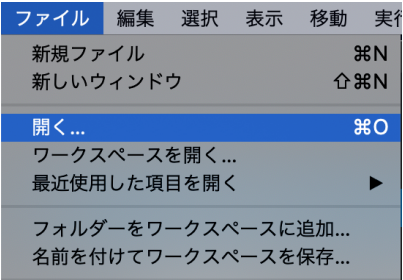 ファイル 編集 選択 表示 移動 実行
新規ファイル ⌘N
新しいウィンドウ ⇧⌘N
開く... ⌘O
ワークスペースを開く...
最近使用した項目を開く ▶
フォルダーをワークスペースに追加...
名前を付けてワークスペースを保存...